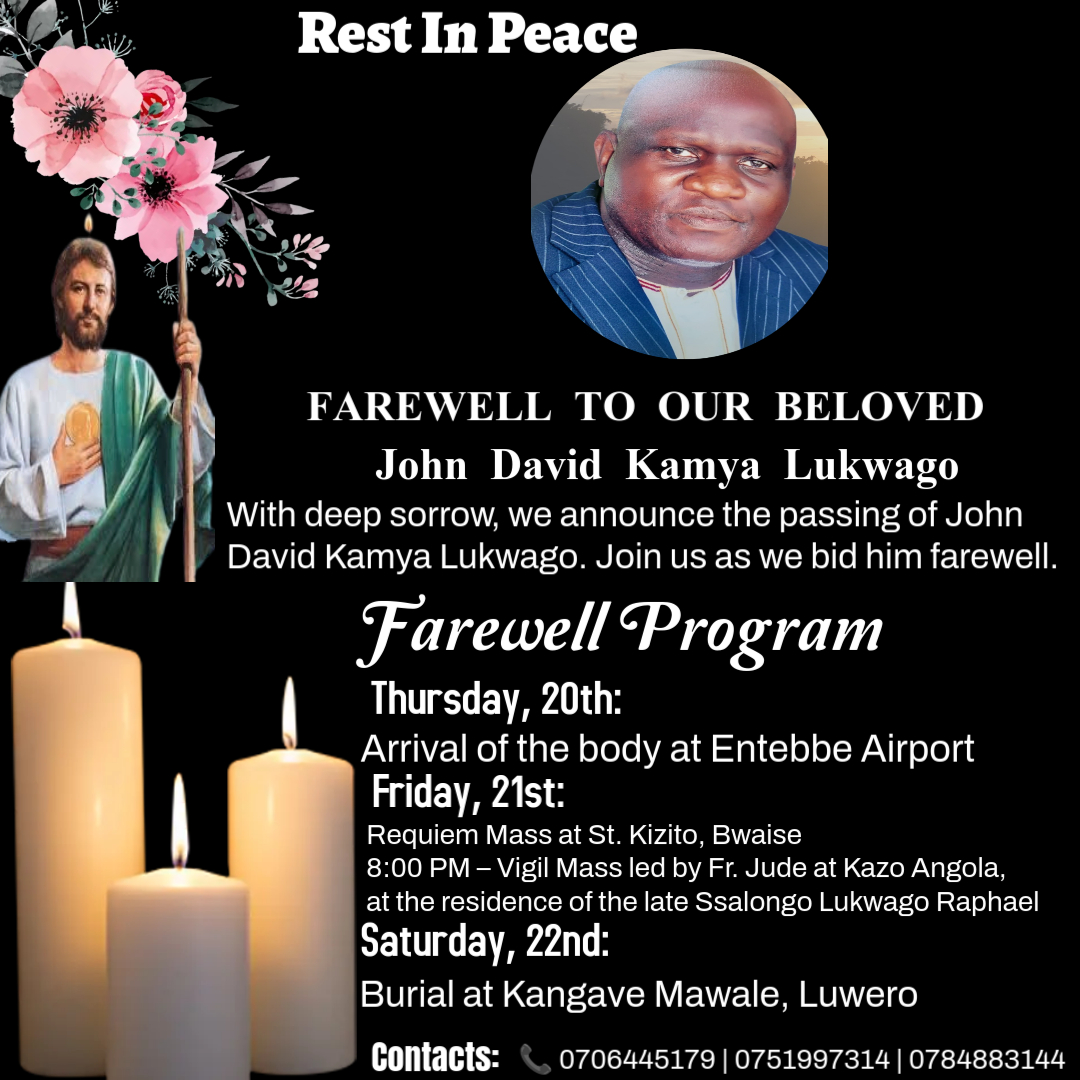 Rest In Peace
FAREWELL TO OUR BELOVED
John David Kamya Lukwago
With deep sorrow, we announce the passing of John
David Kamya Lukwago. Join us as we bid him farewell.
Farewell Program
Thursday, 20th:
Arrival of the body at Entebbe Airport
Friday, 21st:
Requiem Mass at St. Kizito, Bwaise
8:00 PM – Vigil Mass led by Fr. Jude at Kazo Angola,
at the residence of the late Ssalongo Lukwago Raphael
Saturday, 22nd:
Burial at Kangave Mawale, Luwero
Contacts: 📞 0706445179 | 0751997314 | 0784883144